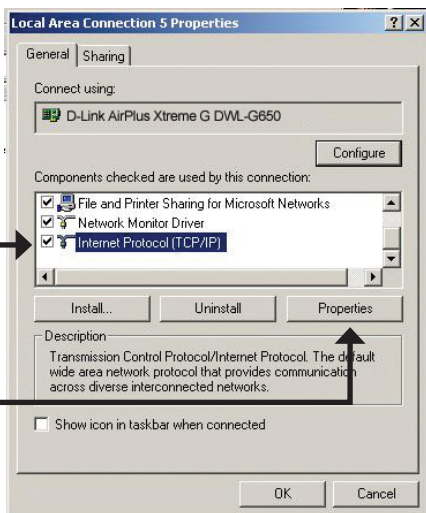 Local Area Connection 5 Properties
General
Sharing
Connect using:
D-Link AirPlus Xtreme G DWL-G650
Configure
Components checked are used by this connection:
File and Printer Sharing for Microsoft Networks
Network Monitor Driver
Internet Protocol (TCP/IP)
Install...
Uninstall
Properties
Description
Transmission Control Protocol/Internet Protocol. The default
wide area network protocol that provides communication
across diverse interconnected networks.
Show icon in taskbar when connected
OK
Cancel